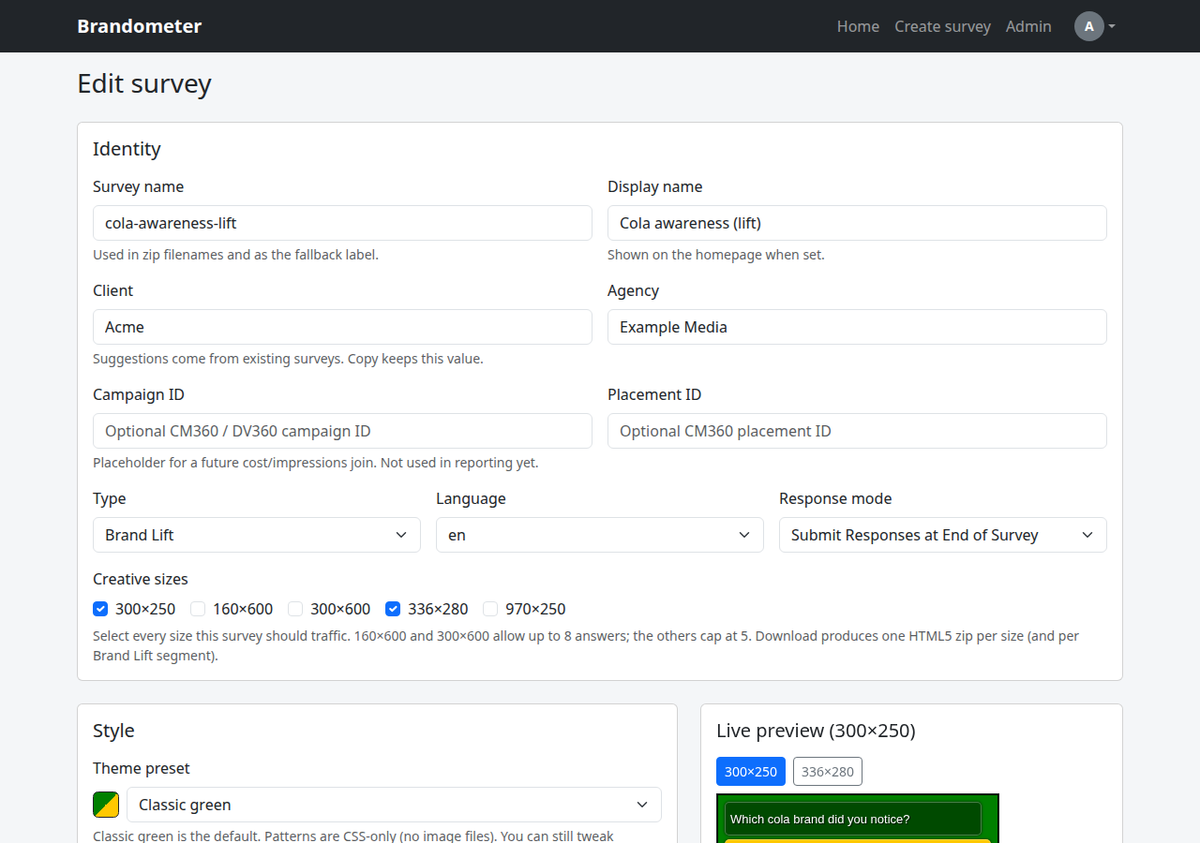 Brandometer
Home Create survey Admin A
Edit survey
Identity
Survey name Display name
cola-awareness-lift Cola awareness (lift)
Used in zip filenames and as the fallback label. Shown on the homepage when set.
Client Agency
Acme Example Media
Suggestions come from existing surveys. Copy keeps this value.
Campaign ID Placement ID
Optional CM360 / DV360 campaign ID Optional CM360 placement ID
Placeholder for a future cost/impressions join. Not used in reporting yet.
Type Language Response mode
Brand Lift en Submit Responses at End of Survey
Creative sizes
300×250 160×600 300×600 336×280 970×250
Select every size this survey should traffic. 160×600 and 300×600 allow up to 8 answers; the others cap at 5. Download produces one HTML5 zip per size (and per
Brand Lift segment).
Style
Theme preset
Classic green
Classic green is the default. Patterns are CSS-only (no image files). You can still tweak
Live preview (300×250)
300×250 336×280
Which cola brand did you notice?